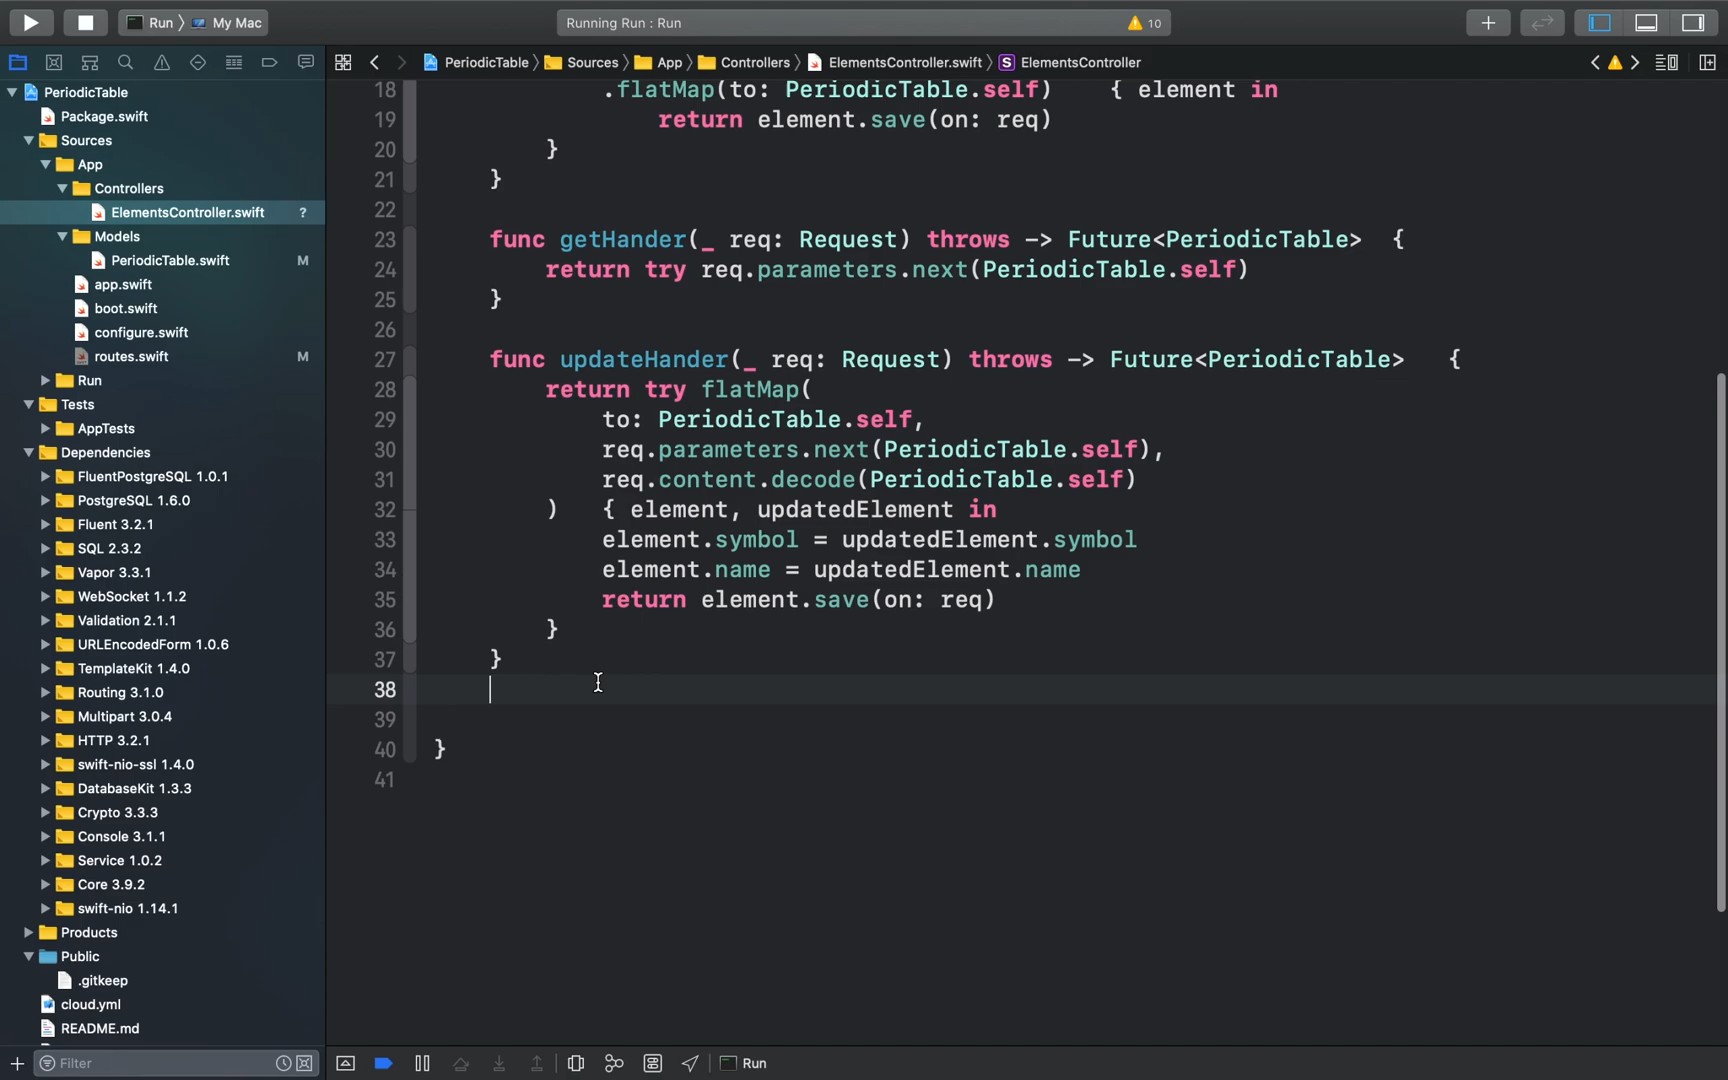 Run My Mac
Running Run : Run
10
PeriodicTable Sources App Controllers ElementsController.swift S ElementsController
PeriodicTable
Package.swift
Sources
App
Controllers
ElementsController.swift ?
Models
PeriodicTable.swift M
app.swift
boot.swift
configure.swift
routes.swift M
Run
Tests
AppTests
Dependencies
FluentPostgreSQL 1.0.1
PostgreSQL 1.6.0
Fluent 3.2.1
SQL 2.3.2
Vapor 3.3.1
WebSocket 1.1.2
Validation 2.1.1
URLEncodedForm 1.0.6
TemplateKit 1.4.0
Routing 3.1.0
Multipart 3.0.4
HTTP 3.2.1
swift-nio-ssl 1.4.0
DatabaseKit 1.3.3
Crypto 3.3.3
Console 3.1.1
Service 1.0.2
Core 3.9.2
swift-nio 1.14.1
Products
Public
.gitkeep
cloud.yml
README.md
Filter
18 .flatMap(to: PeriodicTable.self) { element in
19 return element.save(on: req)
20 }
21 }
22
23 func getHander(_ req: Request) throws -> Future<PeriodicTable> {
24 return try req.parameters.next(PeriodicTable.self)
25 }
26
27 func updateHander(_ req: Request) throws -> Future<PeriodicTable> {
28 return try flatMap(
29 to: PeriodicTable.self,
30 req.parameters.next(PeriodicTable.self),
31 req.content.decode(PeriodicTable.self)
32 ) { element, updatedElement in
33 element.symbol = updatedElement.symbol
34 element.name = updatedElement.name
35 return element.save(on: req)
36 }
37 }
38
39
40 }
41
Run